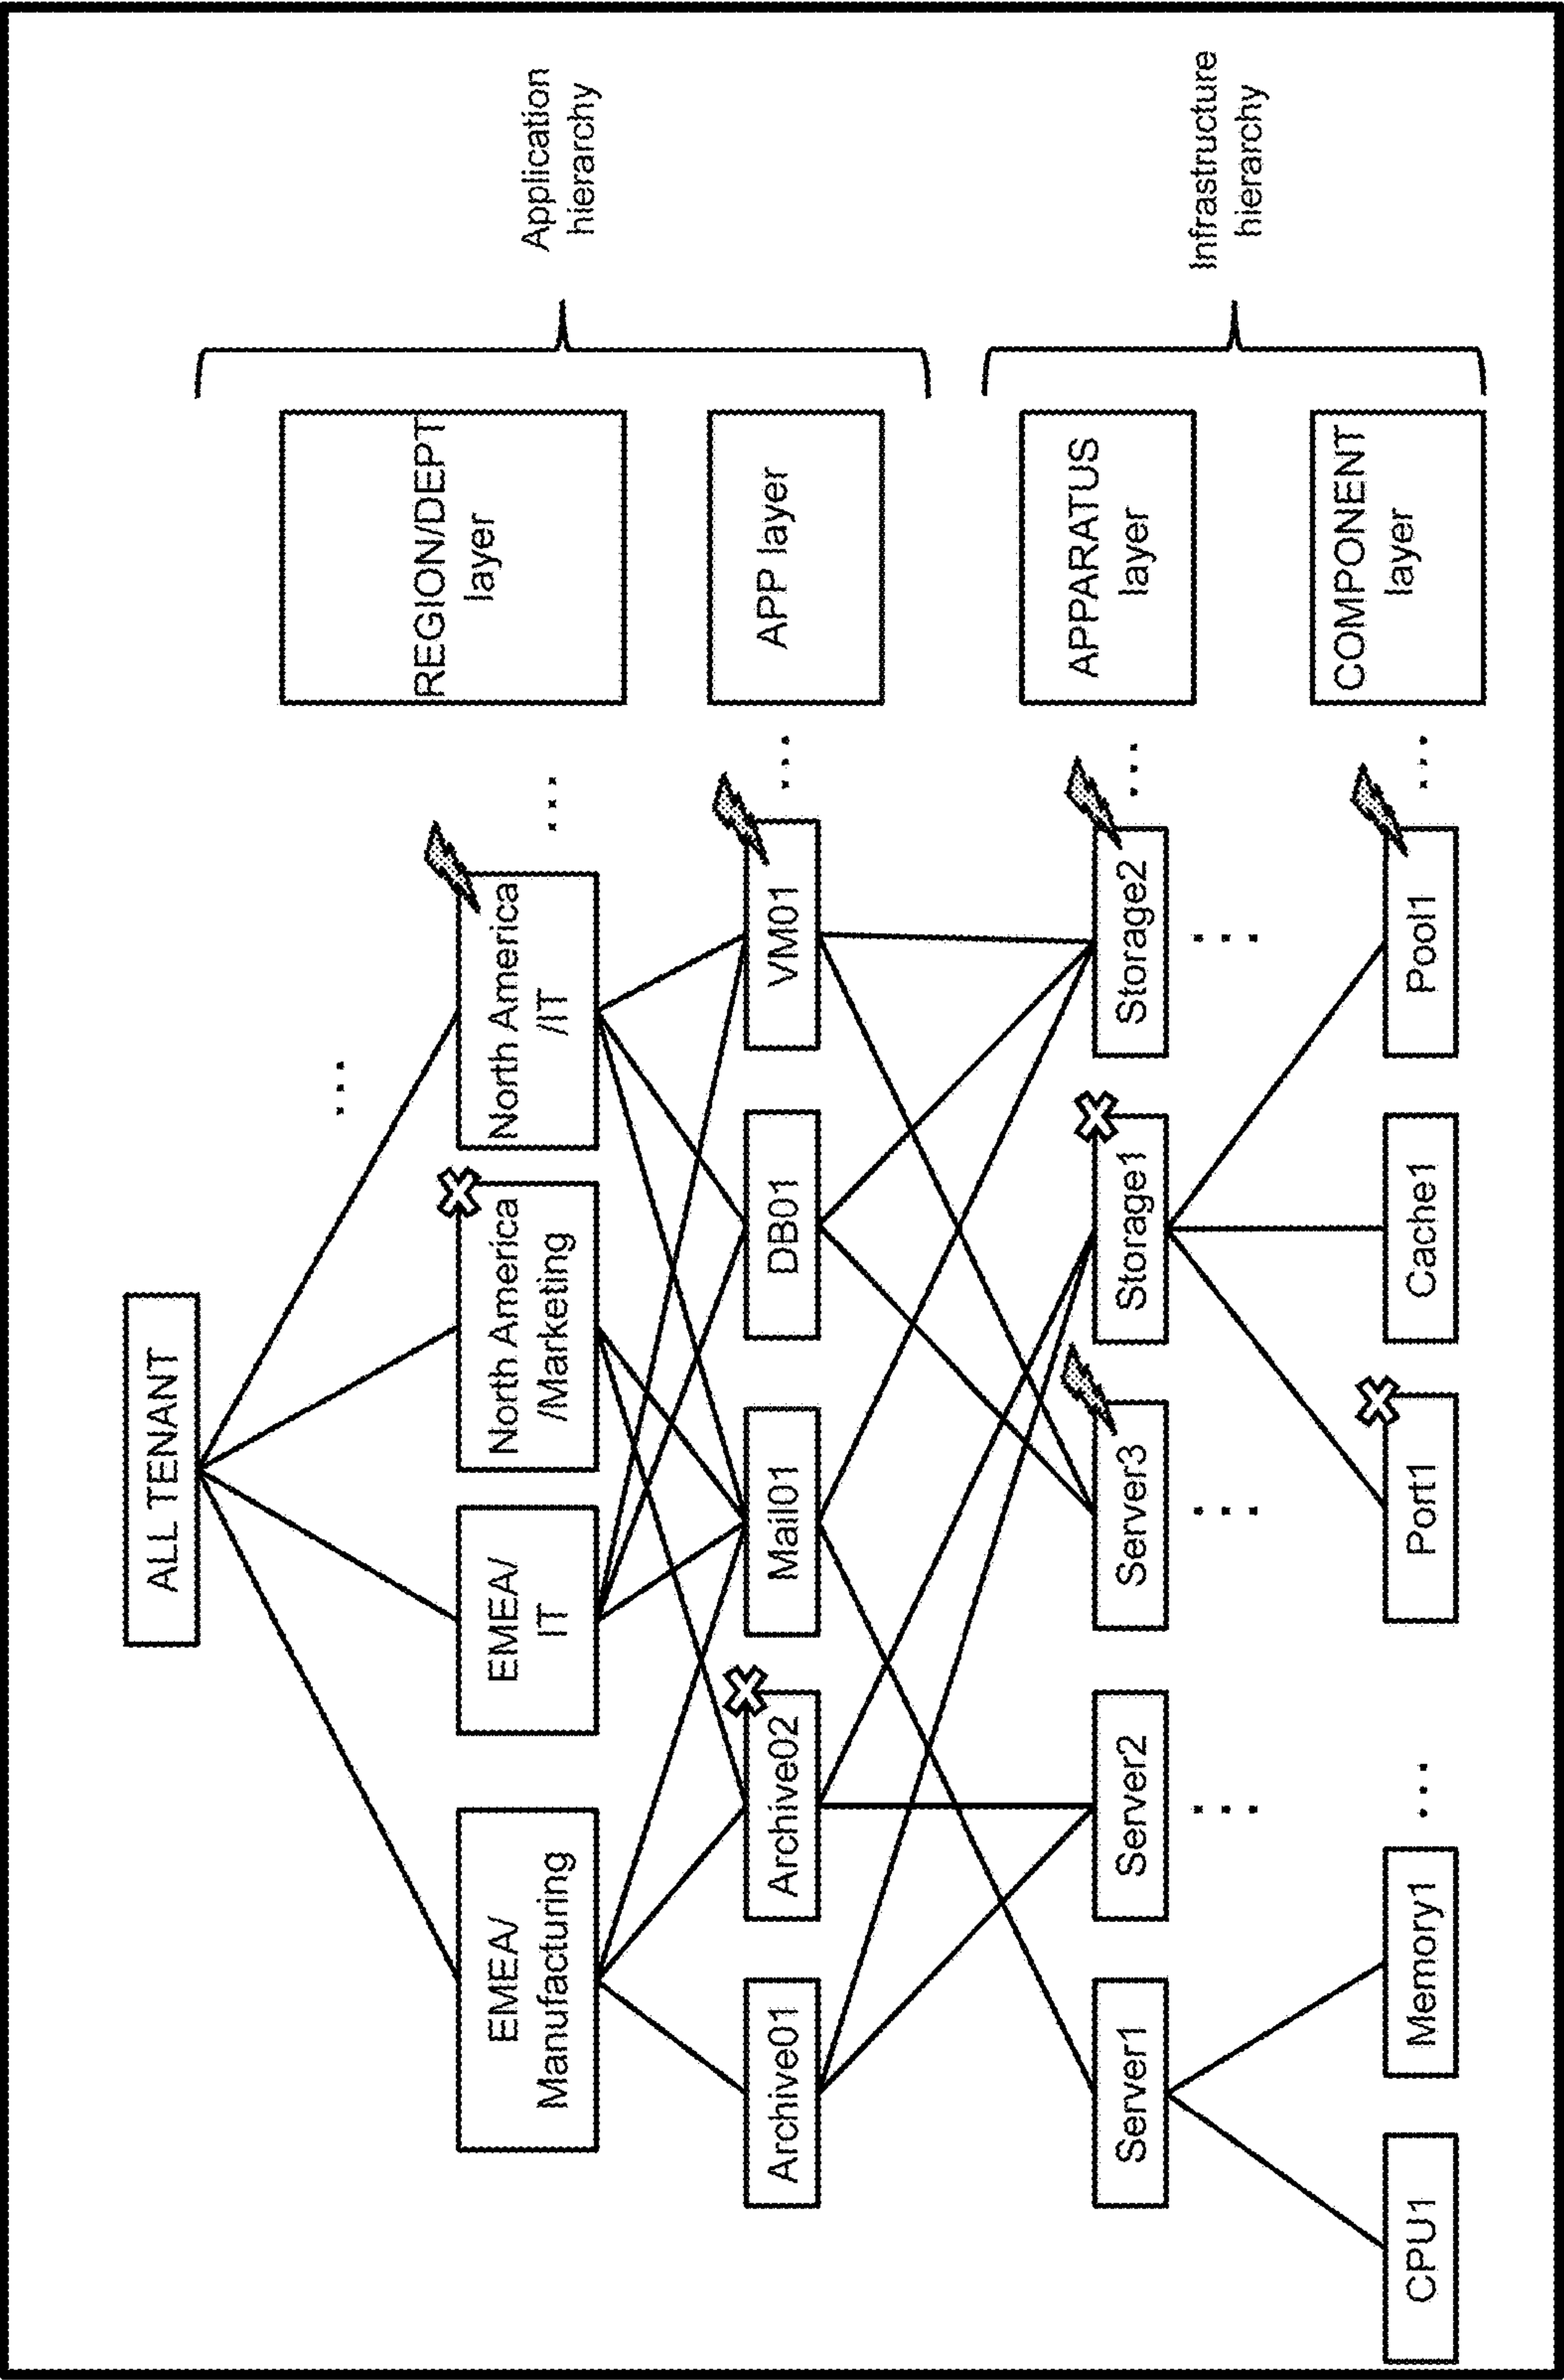 ALL TENANT
...
EMEA/
Manufacturing
EMEA/
IT
North America
/Marketing
North America
/IT
...
REGION/DEPT
layer
Application
hierarchy
Archive01
Archive02
Mail01
DB01
VM01
...
APP layer
Server1
Server2
Server3
Storage1
Storage2
...
APPARATUS
layer
Infrastructure
hierarchy
CPU1
Memory1
...
Port1
Cache1
Pool1
...
COMPONENT
layer